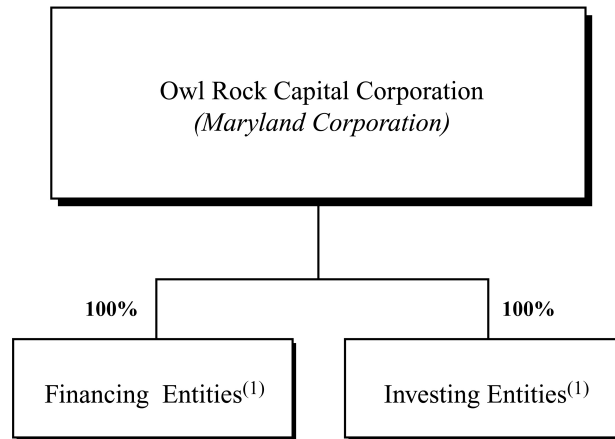 Owl Rock Capital Corporation
(Maryland Corporation)
100%
100%
Financing Entities(1)
Investing Entities(1)